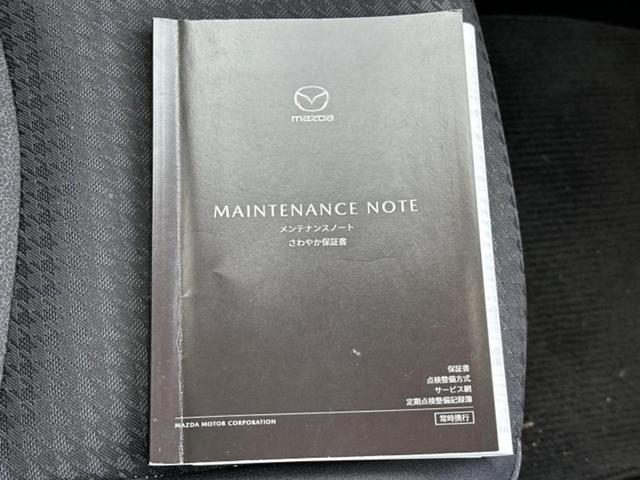 mazda
MAINTENANCE NOTE
メンテナンスノート
さわやか保証書
保証書
点検整備方式
サービス網
定期点検整備記録簿
MAZDA MOTOR CORPORATION
常時携行